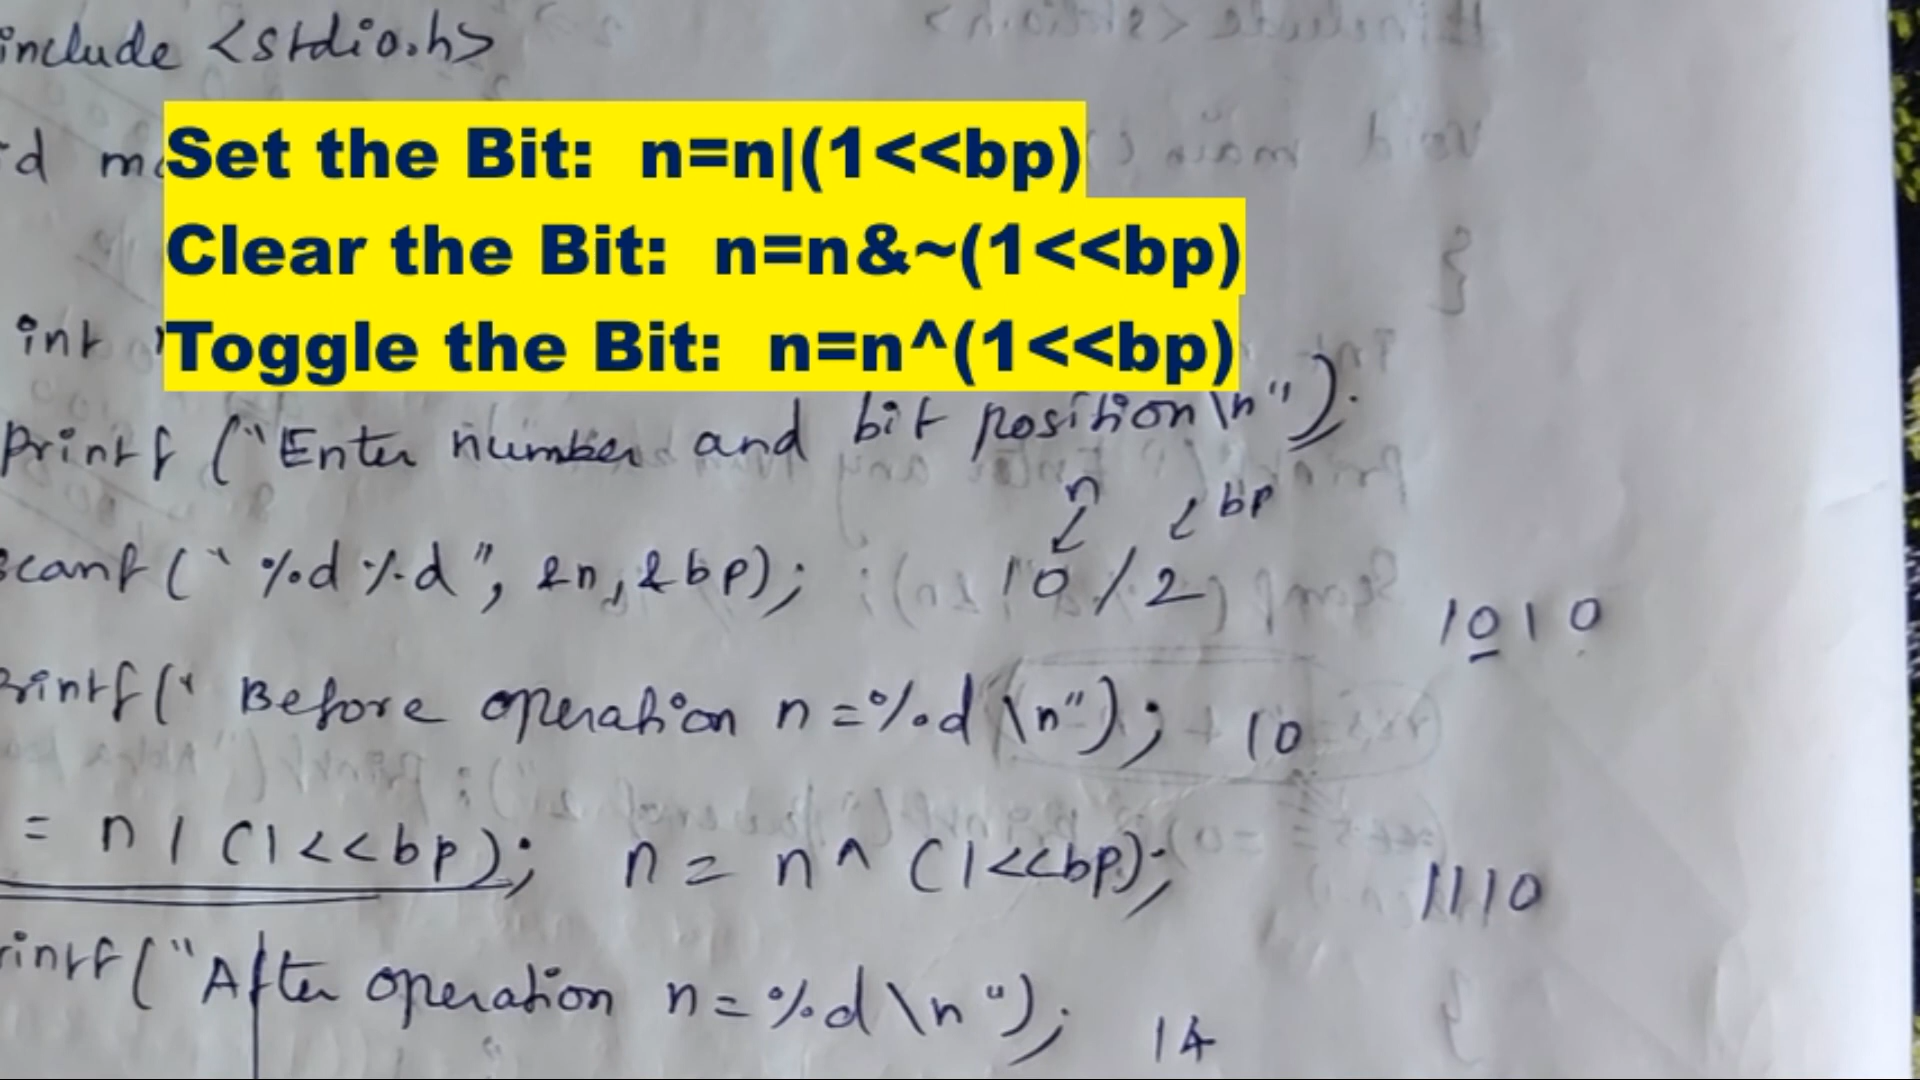 include <stdio.h>
Set the Bit: n=n|(1<<bp)
Clear the Bit: n=n&~(1<<bp)
int
Toggle the Bit: n=n^(1<<bp)
printf ("Enter number and bit position\n").
n bp
scanf ("%d%d", &n,&bp); 10 / 2
1010
rintf(" Before operation n=%d\n"); 10
= n | (1<<bp); n = n ^ (1<<bp);
1110
rintf("After operation n=%d\n"); 14